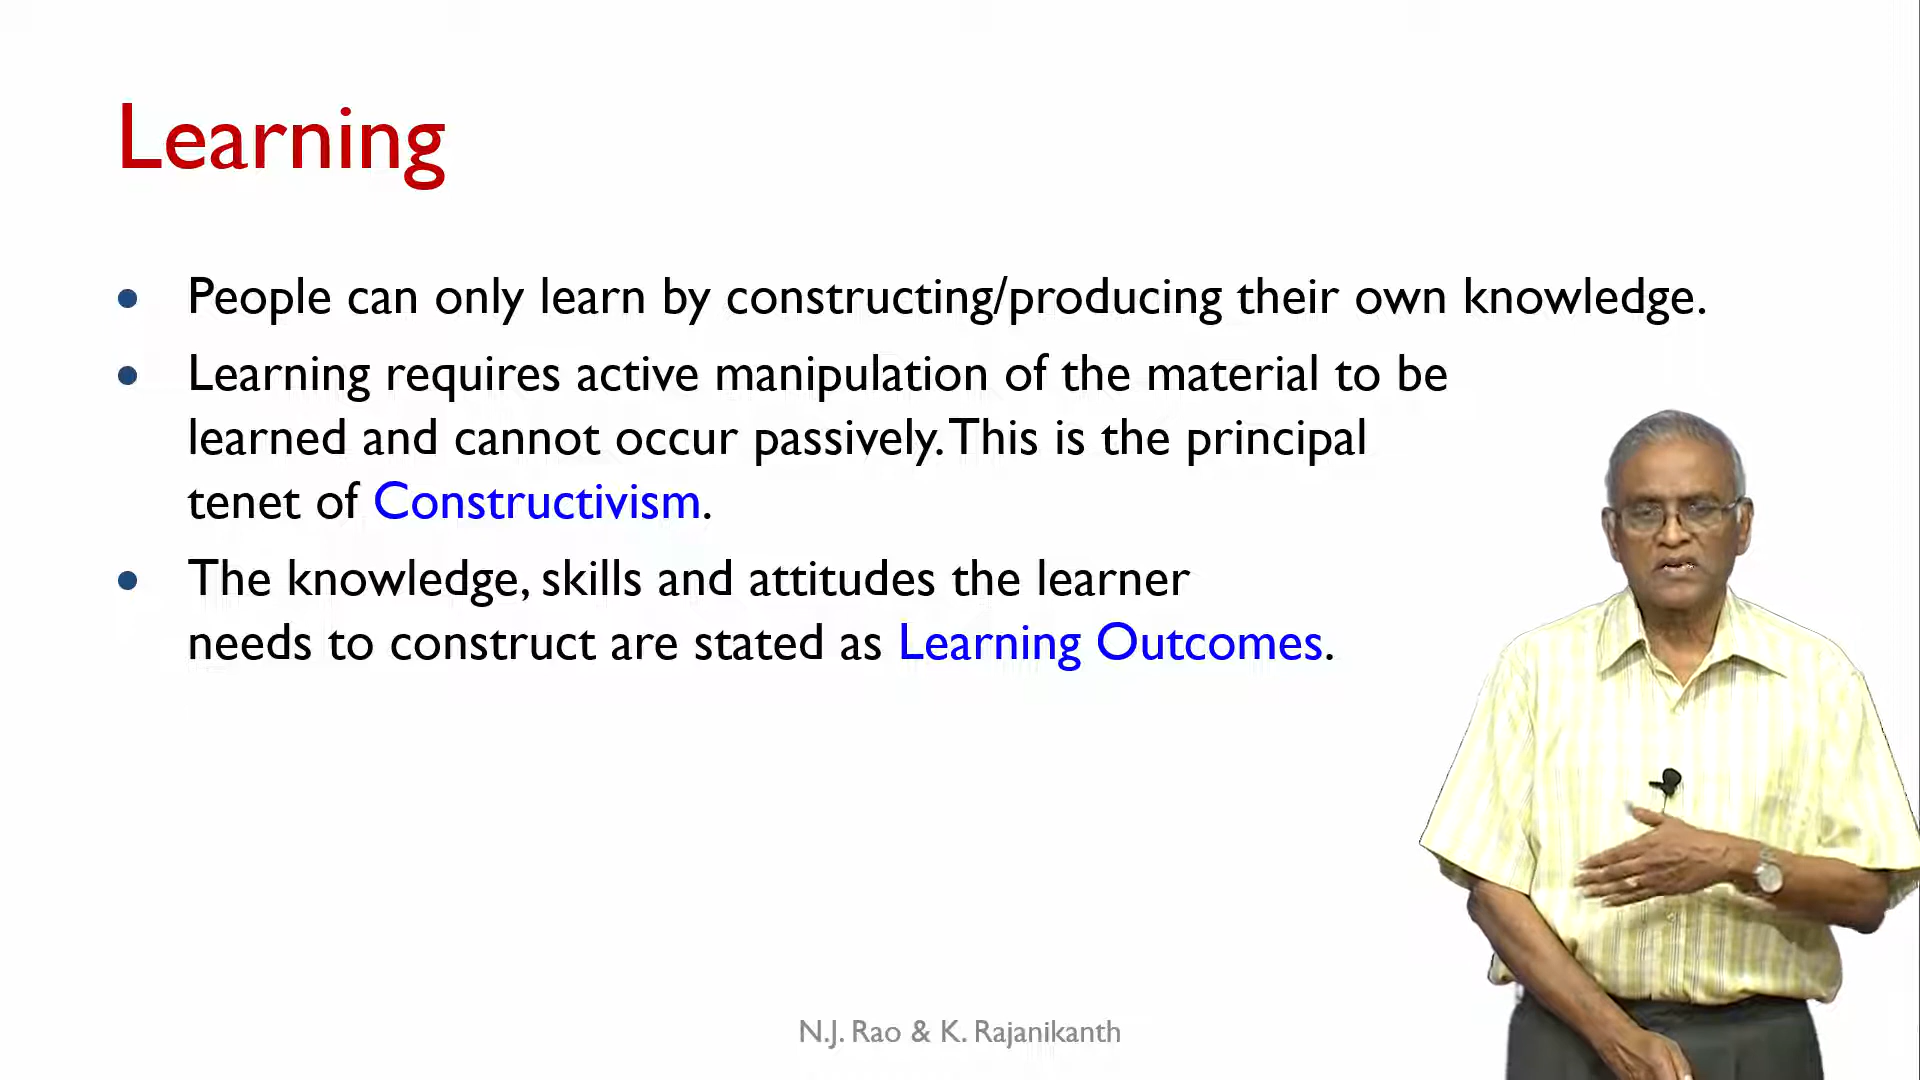 Learning
• People can only learn by constructing/producing their own knowledge.
• Learning requires active manipulation of the material to be
learned and cannot occur passively. This is the principal
tenet of Constructivism.
• The knowledge, skills and attitudes the learner
needs to construct are stated as Learning Outcomes.
N.J. Rao & K. Rajanikanth